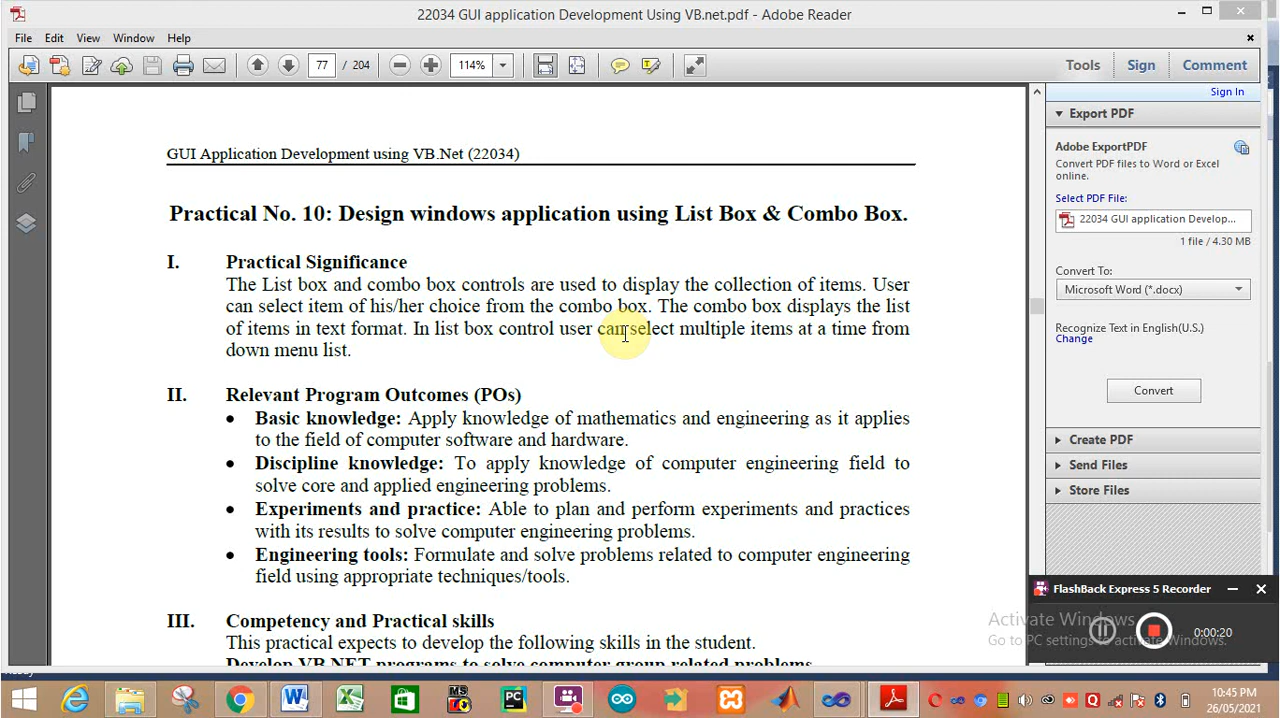 22034 GUI application Development Using VB.net.pdf - Adobe Reader
File Edit View Window Help
77 / 204 114% Tools Sign Comment
Sign In
Export PDF
Adobe ExportPDF
Convert PDF files to Word or Excel
online.
Select PDF File:
22034 GUI application Develop...
1 file / 4.30 MB
Convert To:
Microsoft Word (*.docx)
Recognize Text in English(U.S.)
Change
Convert
Create PDF
Send Files
Store Files
GUI Application Development using VB.Net (22034)
Practical No. 10: Design windows application using List Box & Combo Box.
I. Practical Significance
The List box and combo box controls are used to display the collection of items. User
can select item of his/her choice from the combo box. The combo box displays the list
of items in text format. In list box control user can select multiple items at a time from
down menu list.
II. Relevant Program Outcomes (POs)
• Basic knowledge: Apply knowledge of mathematics and engineering as it applies
to the field of computer software and hardware.
• Discipline knowledge: To apply knowledge of computer engineering field to
solve core and applied engineering problems.
• Experiments and practice: Able to plan and perform experiments and practices
with its results to solve computer engineering problems.
• Engineering tools: Formulate and solve problems related to computer engineering
field using appropriate techniques/tools.
III. Competency and Practical skills
This practical expects to develop the following skills in the student.
Develop VB.NET programs to solve computer group related problems
FlashBack Express 5 Recorder
Activate Windows
Go to PC settings to activate Windows.
0:00:20
10:45 PM
26/05/2021